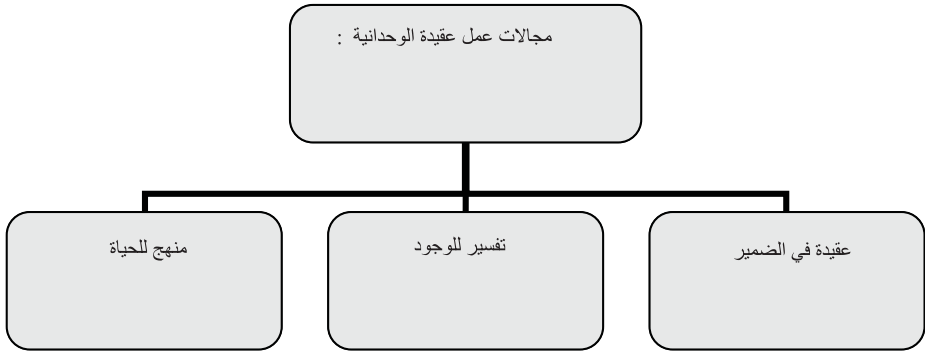 مجالات عمل عقيدة الوحدانية :
عقيدة في الضمير
تفسير للوجود
منهج للحياة